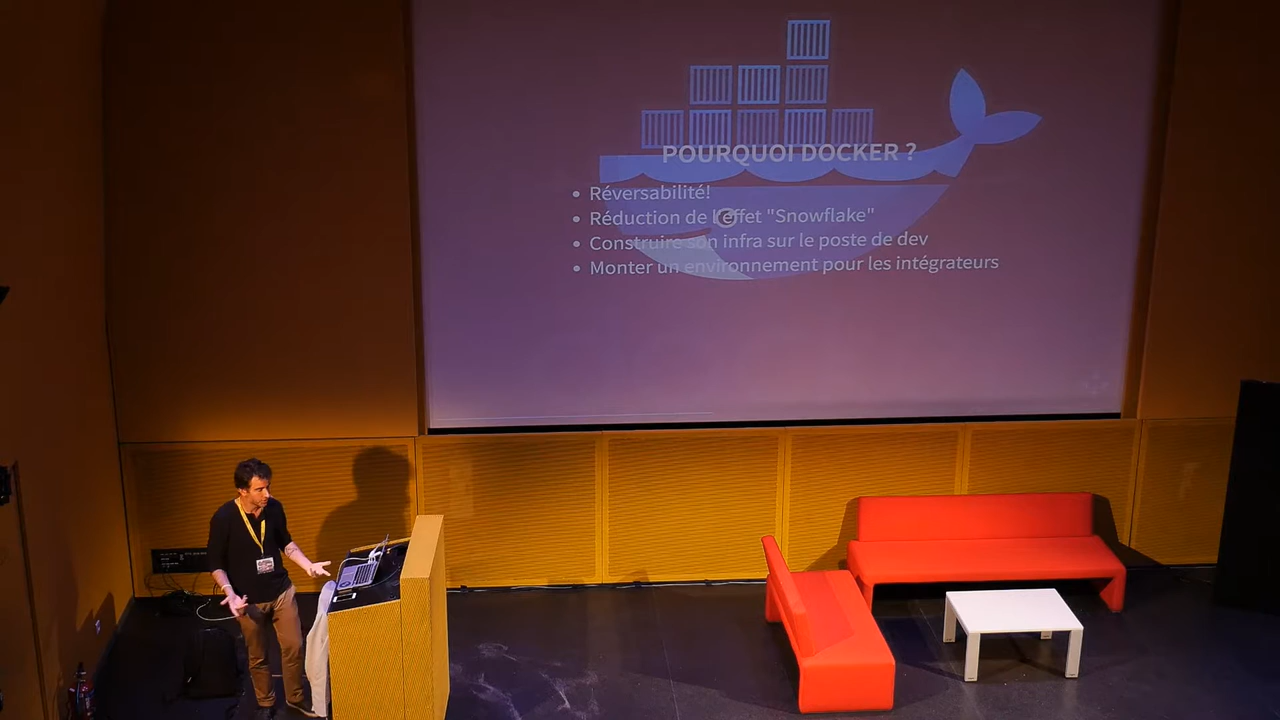 POURQUOI DOCKER ?
• Réversabilité!
• Réduction de l'effet "Snowflake"
• Construire son infra sur le poste de dev
• Monter un environnement pour les intégrateurs